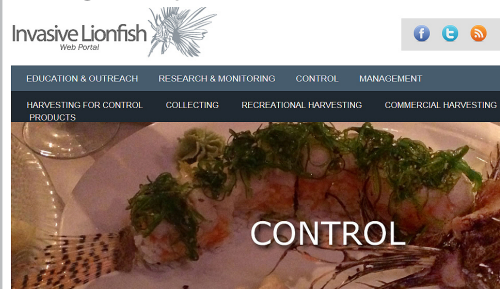 Invasive Lionfish
Web Portal
EDUCATION & OUTREACH RESEARCH & MONITORING CONTROL MANAGEMENT
HARVESTING FOR CONTROL COLLECTING RECREATIONAL HARVESTING COMMERCIAL HARVESTING
PRODUCTS
CONTROL